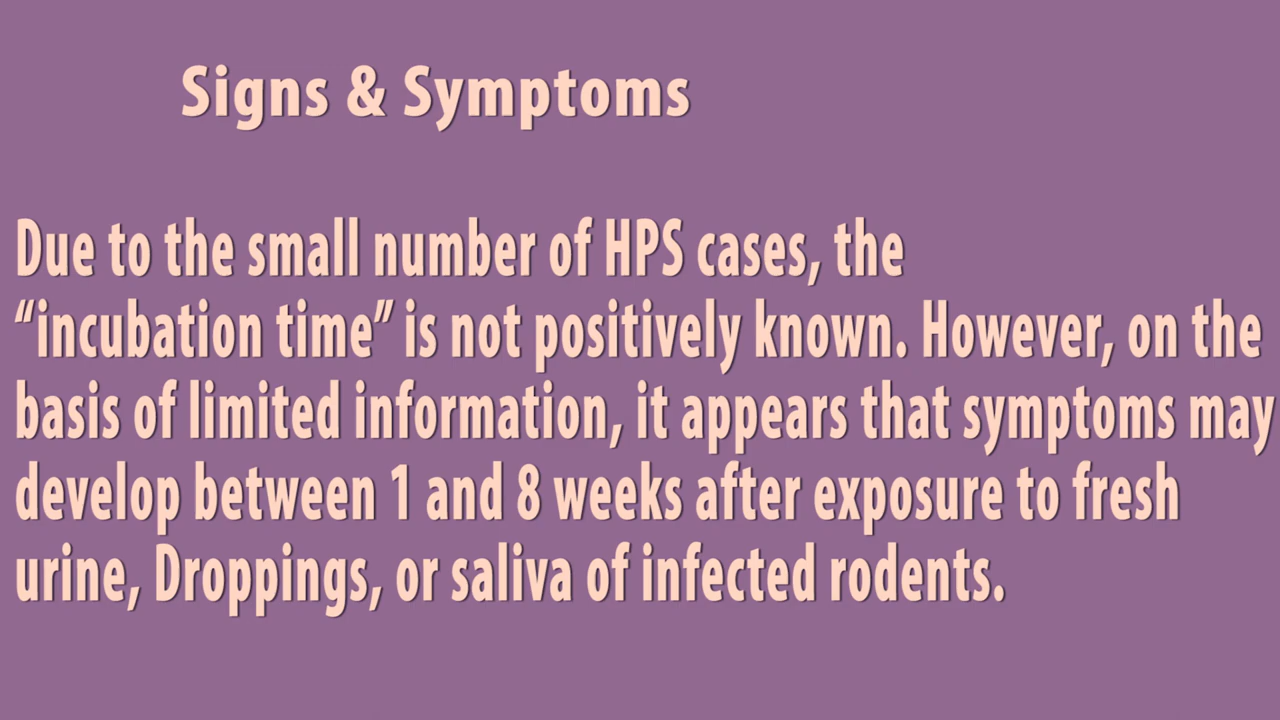 Signs & Symptoms
Due to the small number of HPS cases, the
“incubation time” is not positively known. However, on the
basis of limited information, it appears that symptoms may
develop between 1 and 8 weeks after exposure to fresh
urine, Droppings, or saliva of infected rodents.